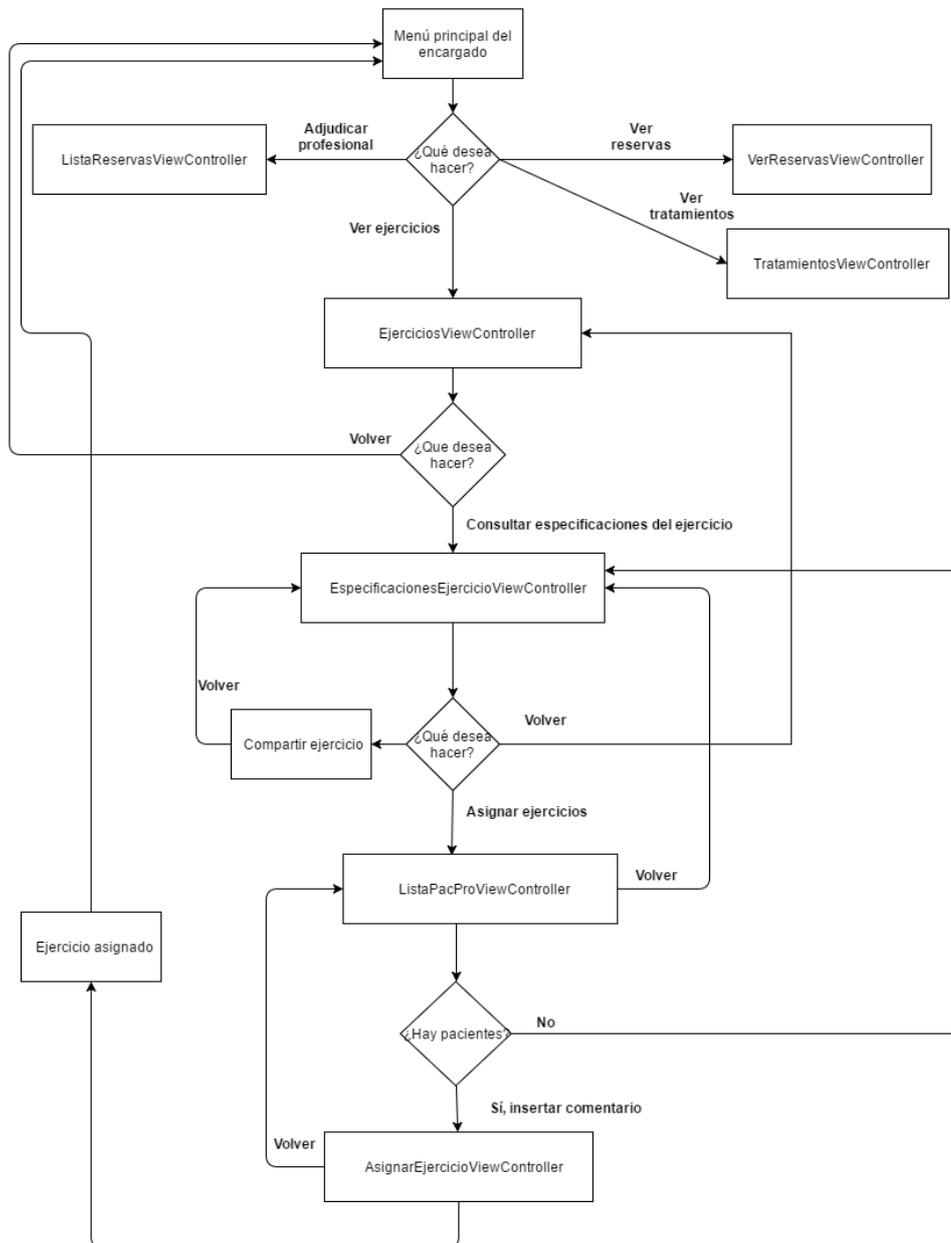 Menú principal del
encargado
Adjudicar
profesional
¿Qué desea
hacer?
Ver
reservas
ListaReservasViewController
VerReservasViewController
Ver
tratamientos
Ver ejercicios
TratamientosViewController
EjerciciosViewController
Volver
¿Que desea
hacer?
Consultar especificaciones del ejercicio
EspecificacionesEjercicioViewController
Volver
Compartir ejercicio
¿Qué desea
hacer?
Volver
Asignar ejercicios
ListaPacProViewController
Volver
Ejercicio asignado
¿Hay pacientes?
No
Sí, insertar comentario
Volver
AsignarEjercicioViewController